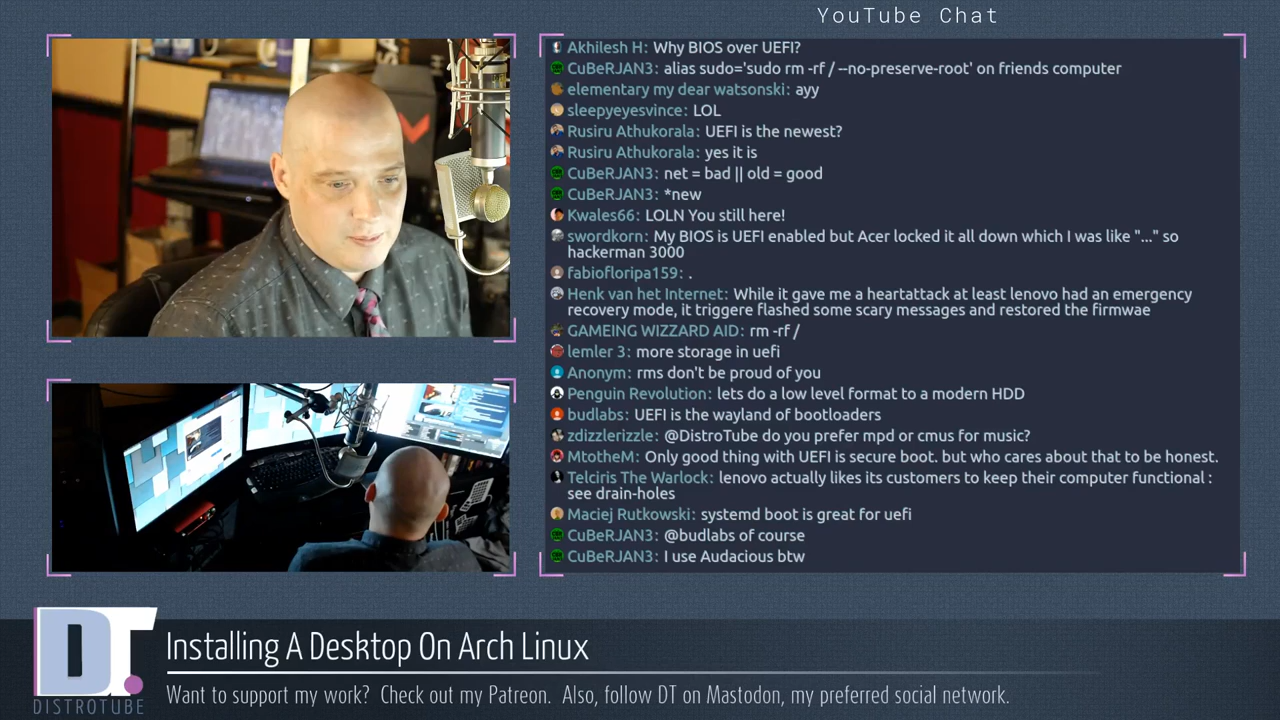 YouTube Chat
Akhilesh H: Why BIOS over UEFI?
CuBeRJAN3: alias sudo='sudo rm -rf / --no-preserve-root' on friends computer
elementary my dear watsonski: ayy
sleepyeyesvince: LOL
Rusiru Athukorala: UEFI is the newest?
Rusiru Athukorala: yes it is
CuBeRJAN3: net = bad || old = good
CuBeRJAN3: *new
Kwales66: LOLN You still here!
swordkorn: My BIOS is UEFI enabled but Acer locked it all down which I was like "..." so
hackerman 3000
fabiofloripa159: .
Henk van het Internet: While it gave me a heartattack at least lenovo had an emergency
recovery mode, it triggere flashed some scary messages and restored the firmwae
GAMEING WIZZARD AID: rm -rf /
lemler 3: more storage in uefi
Anonym: rms don't be proud of you
Penguin Revolution: lets do a low level format to a modern HDD
budlabs: UEFI is the wayland of bootloaders
zdizzlerizzle: @DistroTube do you prefer mpd or cmus for music?
MtotheM: Only good thing with UEFI is secure boot. but who cares about that to be honest.
Telciris The Warlock: lenovo actually likes its customers to keep their computer functional :
see drain-holes
Maciej Rutkowski: systemd boot is great for uefi
CuBeRJAN3: @budlabs of course
CuBeRJAN3: I use Audacious btw
DT.
DISTROTUBE
Installing A Desktop On Arch Linux
Want to support my work? Check out my Patreon. Also, follow DT on Mastodon, my preferred social network.